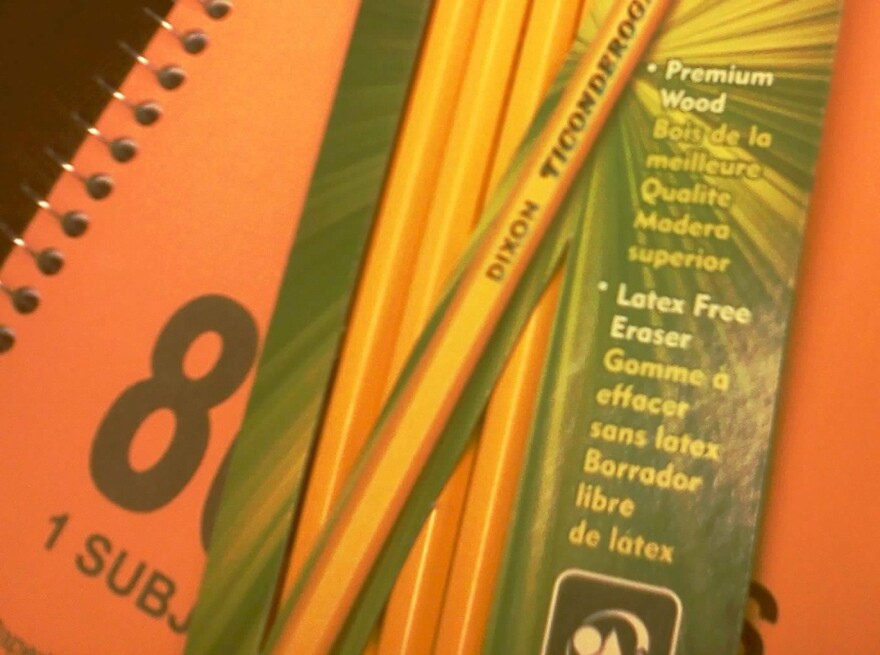 DIXON TICONDEROGA
• Premium
Wood
Bois de la
meilleure
Qualite
Madera
superior
• Latex Free
Eraser
Gomme à
effacer
sans latex
Borrador
libre
de látex
8
1 SUBJ